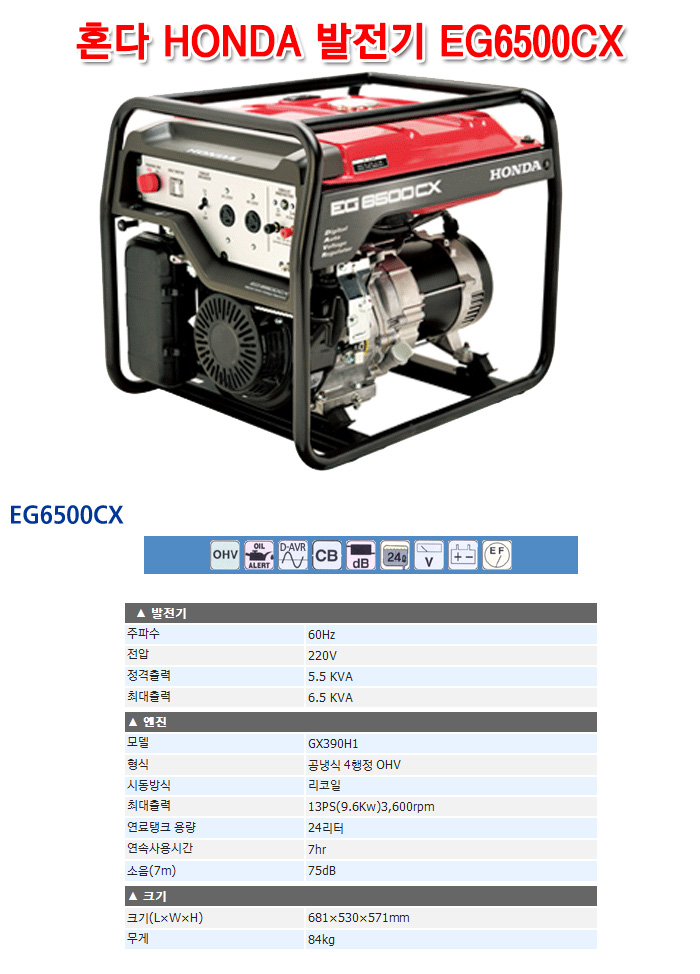 혼다 HONDA 발전기 EG6500CX
HONDA
HONDA
EG 6500CX
Digital
Auto
Voltage
Regulator
EG6500CX
OHV
OIL
ALERT
D-AVR
CB
dB
24ℓ
V
+ -
E F
▲ 발전기
주파수 60Hz
전압 220V
정격출력 5.5 KVA
최대출력 6.5 KVA
▲ 엔진
모델 GX390H1
형식 공냉식 4행정 OHV
시동방식 리코일
최대출력 13PS(9.6Kw)3,600rpm
연료탱크 용량 24리터
연속사용시간 7hr
소음(7m) 75dB
▲ 크기
크기(L×W×H) 681×530×571mm
무게 84kg